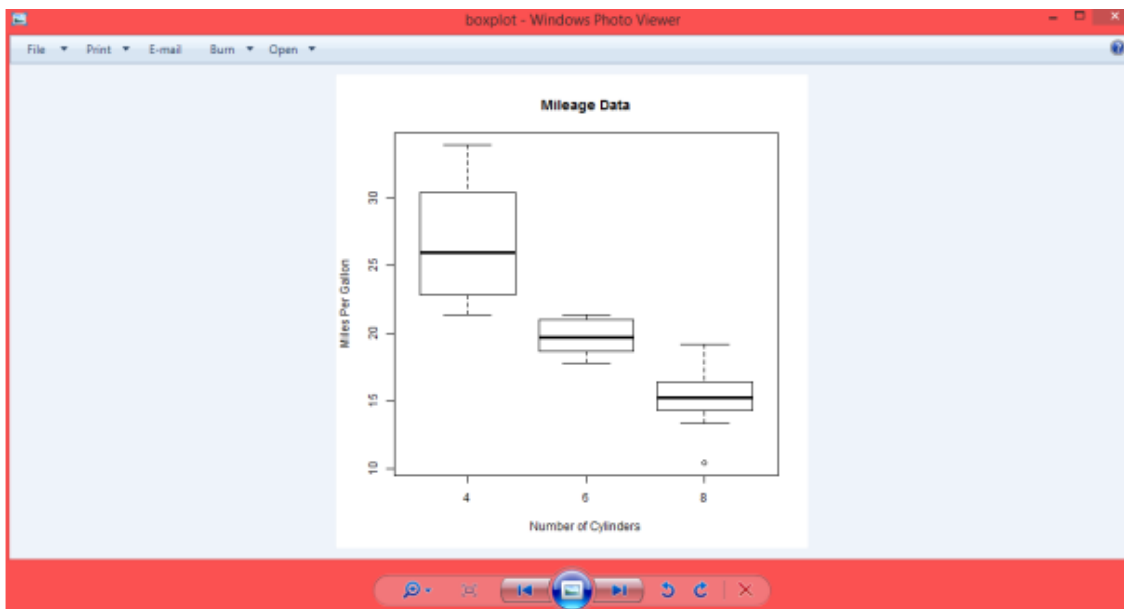 boxplot - Windows Photo Viewer
File Print E-mail Burn Open
Mileage Data
30
25
20
15
10
Miles Per Gallon
4 6 8
Number of Cylinders